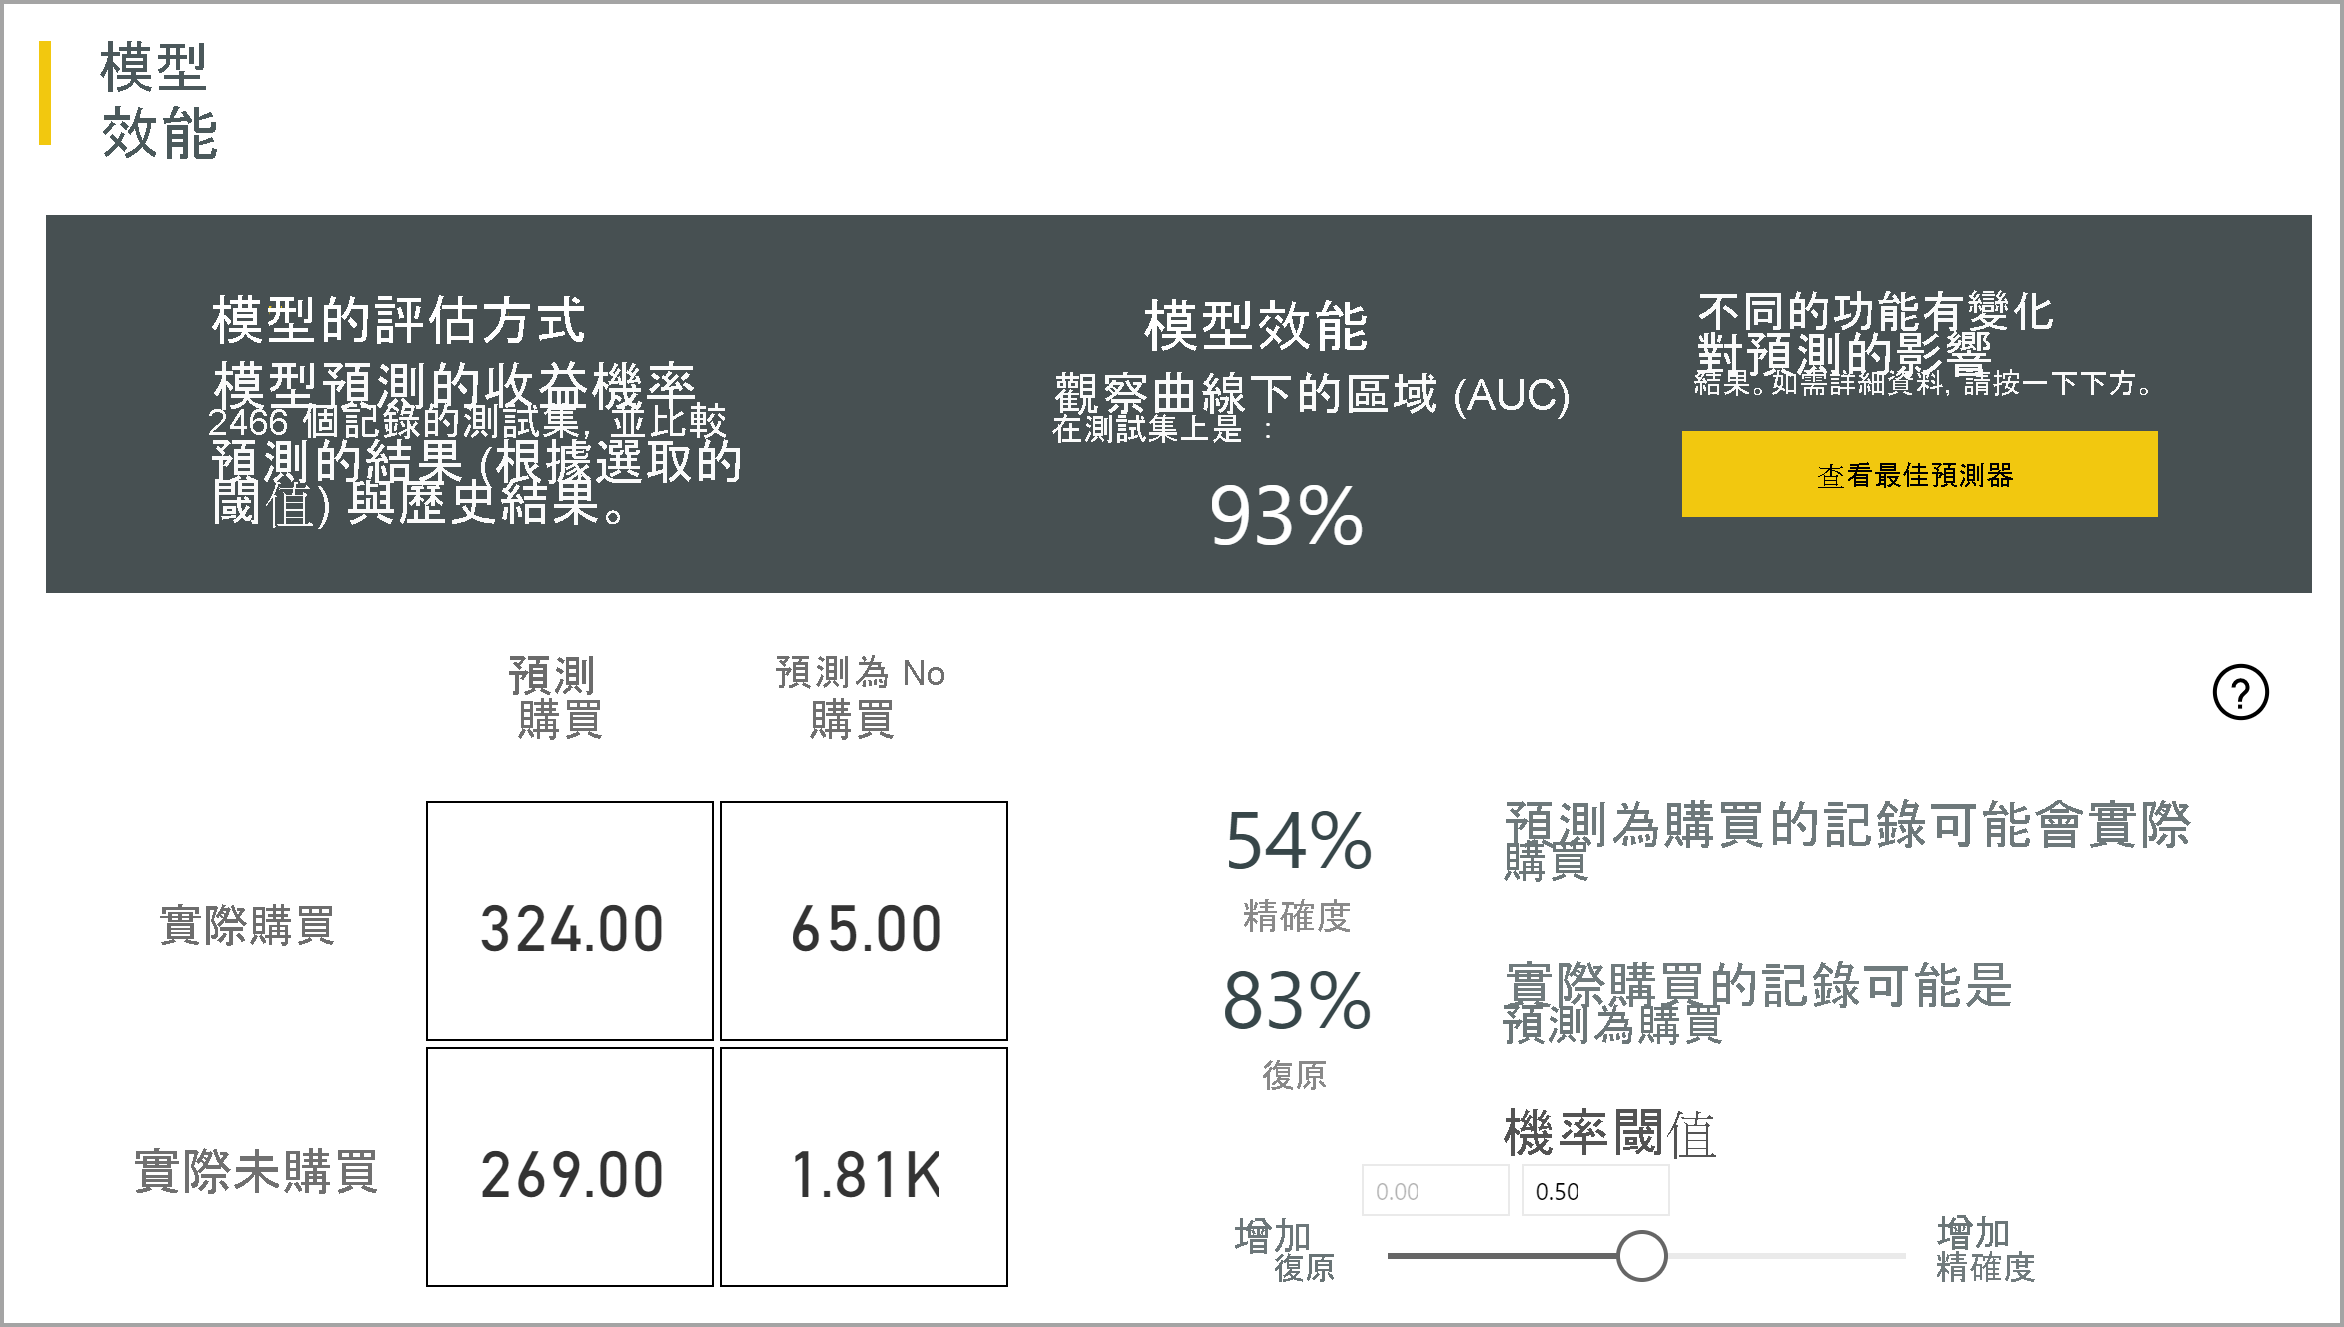 模型
效能
模型的評估方式
模型預測的收益機率
2466 個記錄的測試集, 並比較
預測的結果 (根據選取的
閾值) 與歷史結果。
模型效能
觀察曲線下的區域 (AUC)
在測試集上是 :
93%
不同的功能有變化
對預測的影響
結果。如需詳細資料, 請按一下下方。
查看最佳預測器
預測
購買
預測為 No
購買
?
實際購買
324.00
65.00
實際未購買
269.00
1.81K
54%
精確度
預測為購買的記錄可能會實際
購買
83%
復原
實際購買的記錄可能是
預測為購買
機率閾值
0.00
0.50
增加
復原
增加
精確度